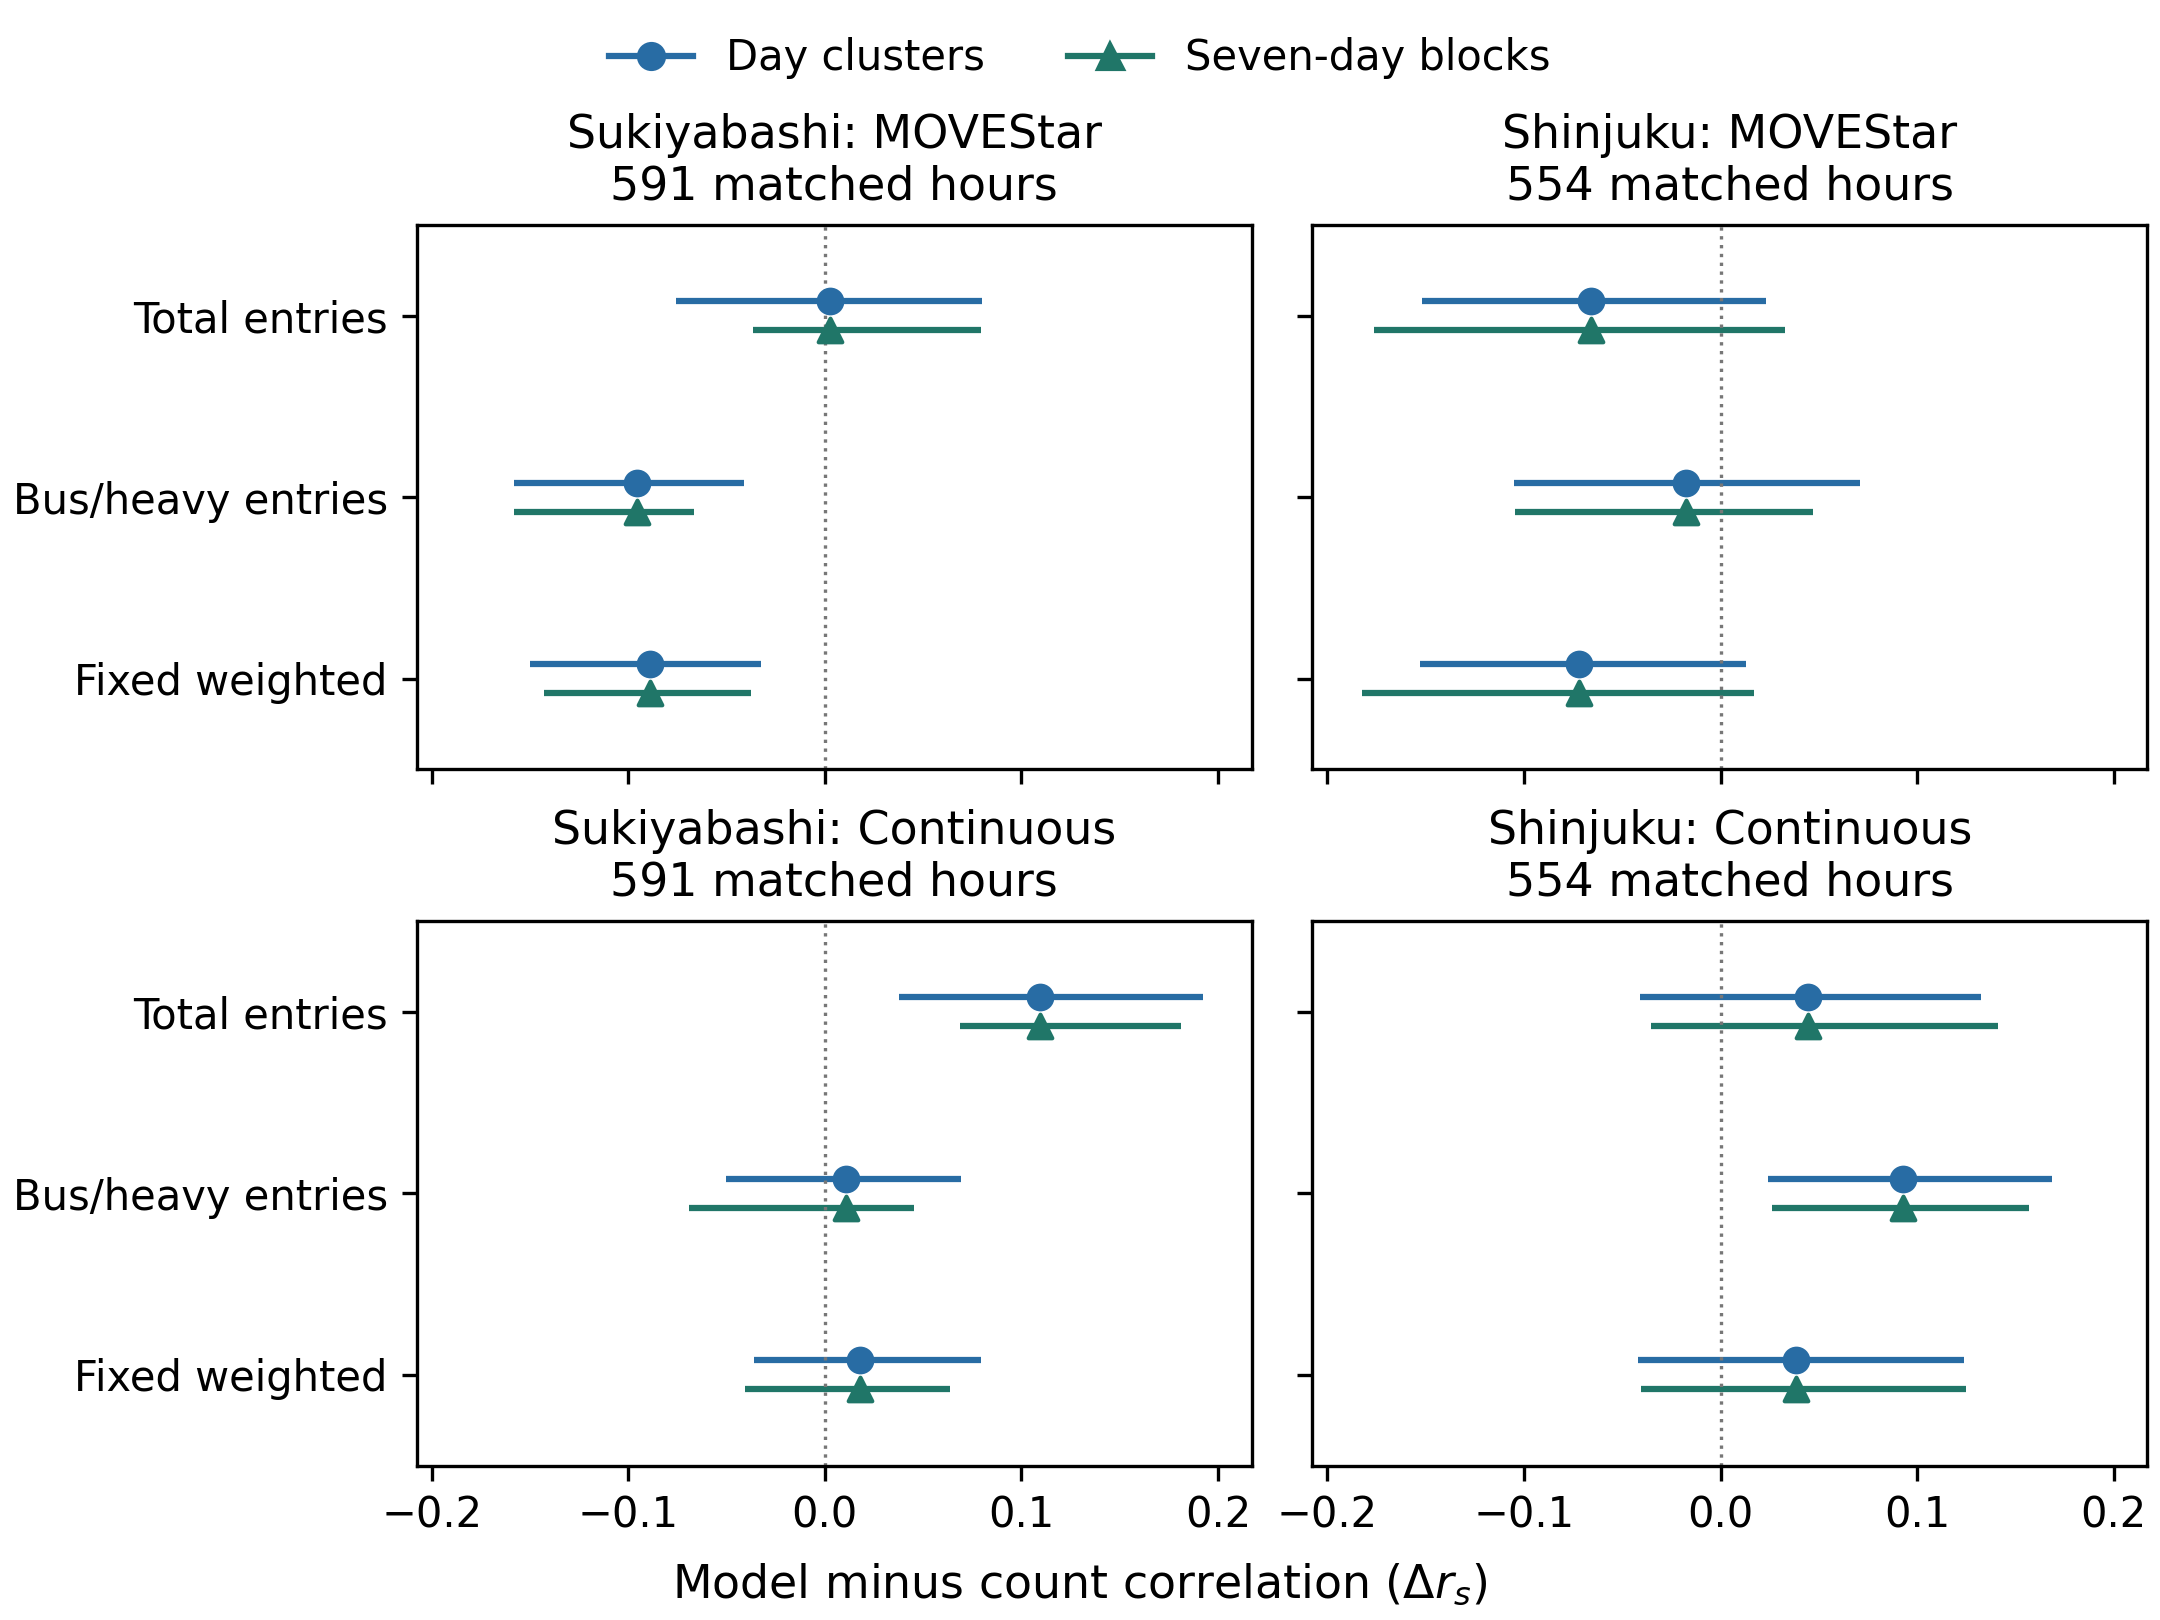 Day clusters
Seven-day blocks
Sukiyabashi: MOVEStar
591 matched hours
Shinjuku: MOVEStar
554 matched hours
Total entries
Bus/heavy entries
Fixed weighted
Sukiyabashi: Continuous
591 matched hours
Shinjuku: Continuous
554 matched hours
Total entries
Bus/heavy entries
Fixed weighted
−0.2 −0.1 0.0 0.1 0.2
−0.2 −0.1 0.0 0.1 0.2
Model minus count correlation (Δrₛ)